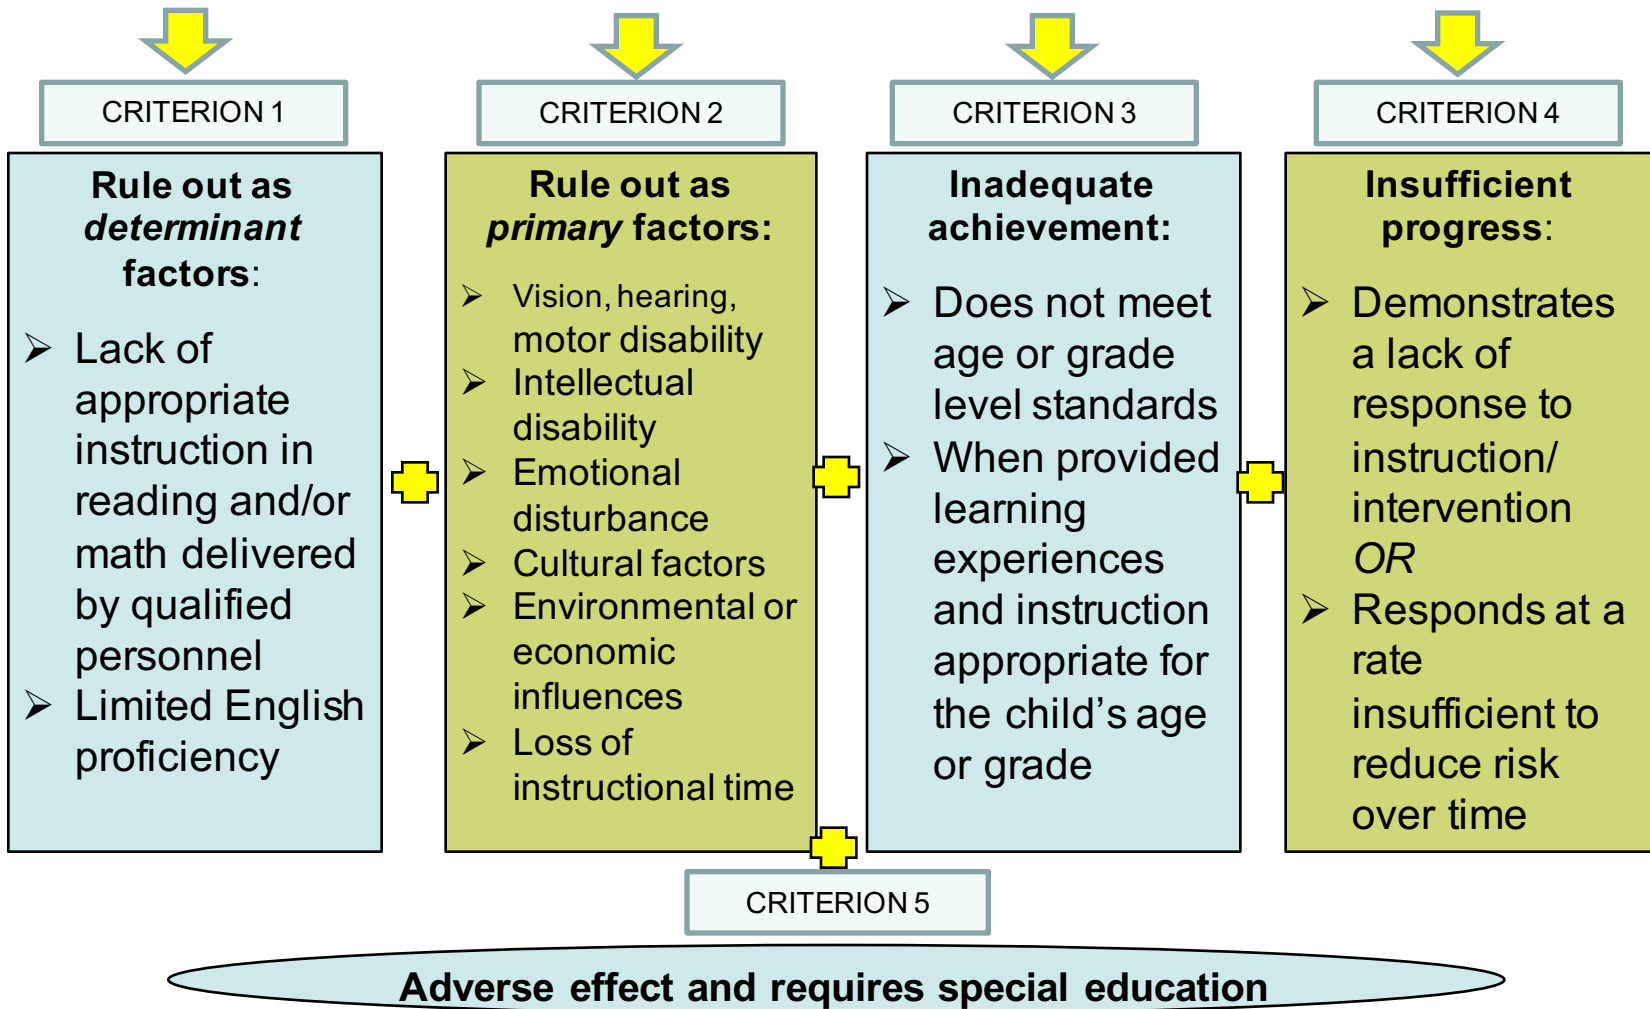 CRITERION 1
Rule out as
determinant
factors:
➢ Lack of
appropriate
instruction in
reading and/or
math delivered
by qualified
personnel
➢ Limited English
proficiency
CRITERION 2
Rule out as
primary factors:
➢ Vision, hearing,
motor disability
➢ Intellectual
disability
➢ Emotional
disturbance
➢ Cultural factors
➢ Environmental or
economic
influences
➢ Loss of
instructional time
CRITERION 3
Inadequate
achievement:
➢ Does not meet
age or grade
level standards
➢ When provided
learning
experiences
and instruction
appropriate for
the child’s age
or grade
CRITERION 4
Insufficient
progress:
➢ Demonstrates
a lack of
response to
instruction/
intervention
OR
➢ Responds at a
rate
insufficient to
reduce risk
over time
CRITERION 5
Adverse effect and requires special education